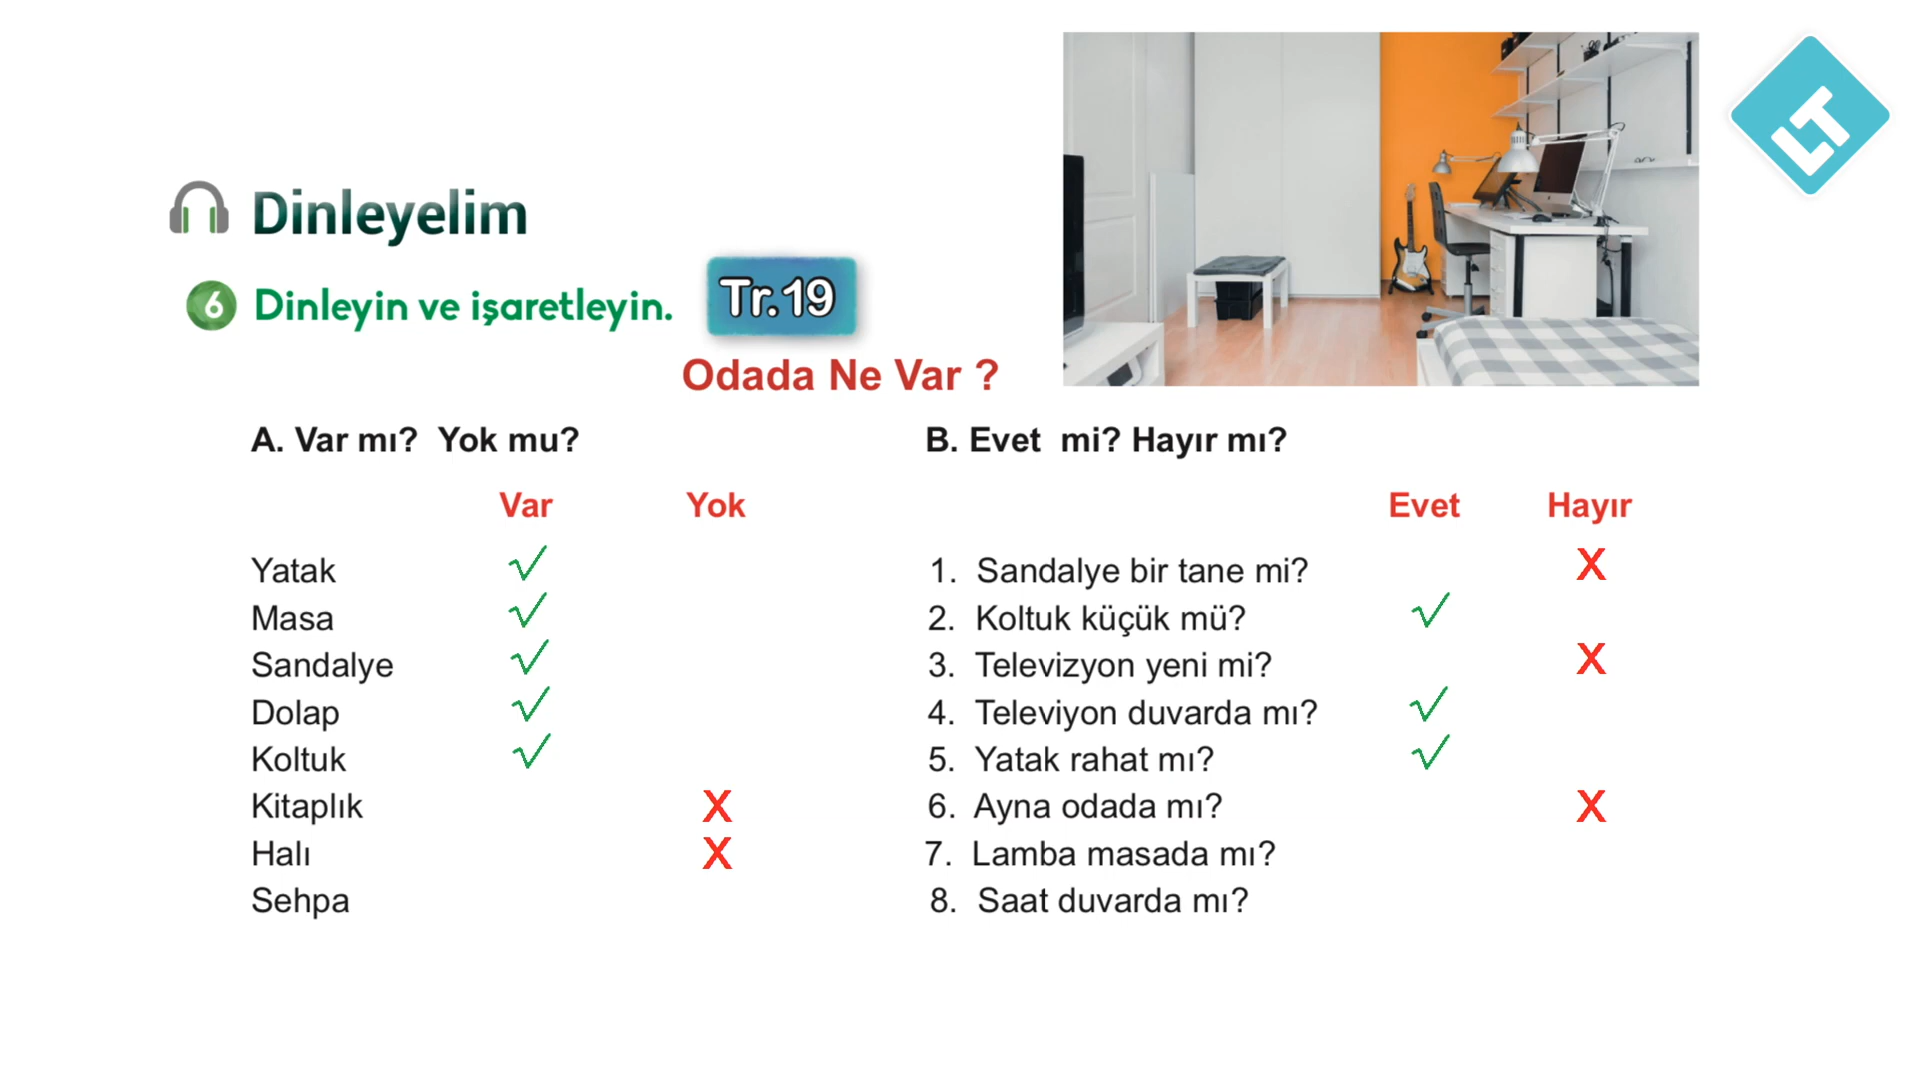 Dinleyelim
6 Dinleyin ve işaretleyin. Tr.19
Odada Ne Var ?
A. Var mı? Yok mu?
Var Yok
Yatak √
Masa √
Sandalye √
Dolap √
Koltuk √
Kitaplık X
Halı X
Sehpa
B. Evet mi? Hayır mı?
Evet Hayır
1. Sandalye bir tane mi? X
2. Koltuk küçük mü? √
3. Televizyon yeni mi? X
4. Televiyon duvarda mı? √
5. Yatak rahat mı? √
6. Ayna odada mı? X
7. Lamba masada mı?
8. Saat duvarda mı?
LT